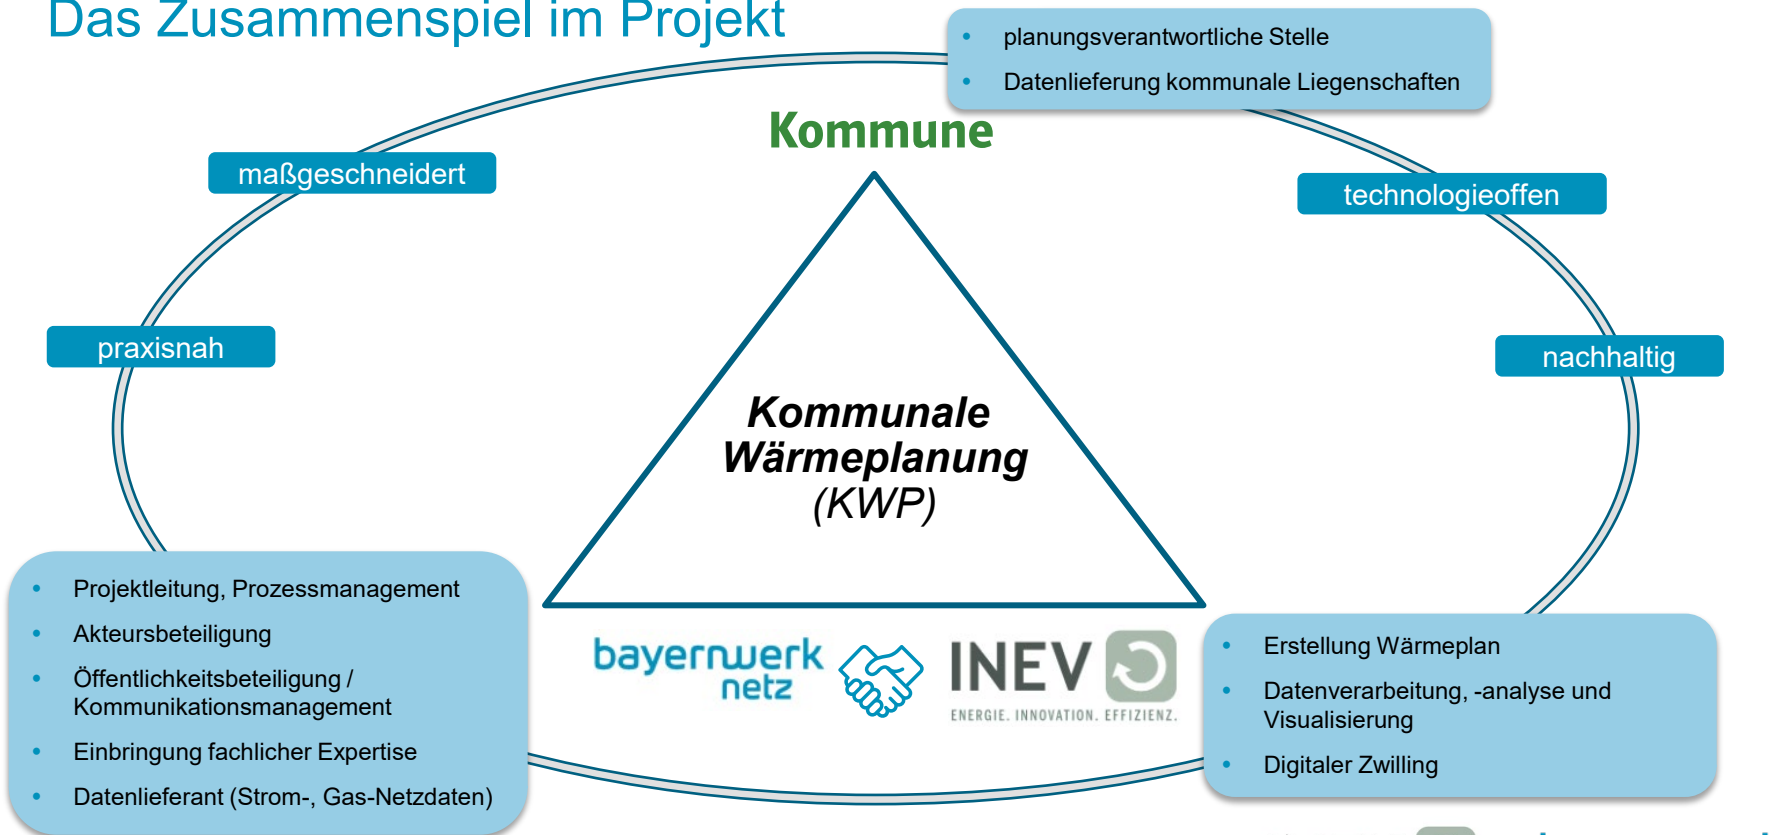 Das Zusammenspiel im Projekt
• planungsverantwortliche Stelle
• Datenlieferung kommunale Liegenschaften
Kommune
maßgeschneidert
technologieoffen
praxisnah
nachhaltig
Kommunale
Wärmeplanung
(KWP)
• Projektleitung, Prozessmanagement
• Akteursbeteiligung
• Öffentlichkeitsbeteiligung /
Kommunikationsmanagement
• Einbringung fachlicher Expertise
• Datenlieferant (Strom-, Gas-Netzdaten)
bayernwerk
netz
INEV
ENERGIE. INNOVATION. EFFIZIENZ.
• Erstellung Wärmeplan
• Datenverarbeitung, -analyse und
Visualisierung
• Digitaler Zwilling